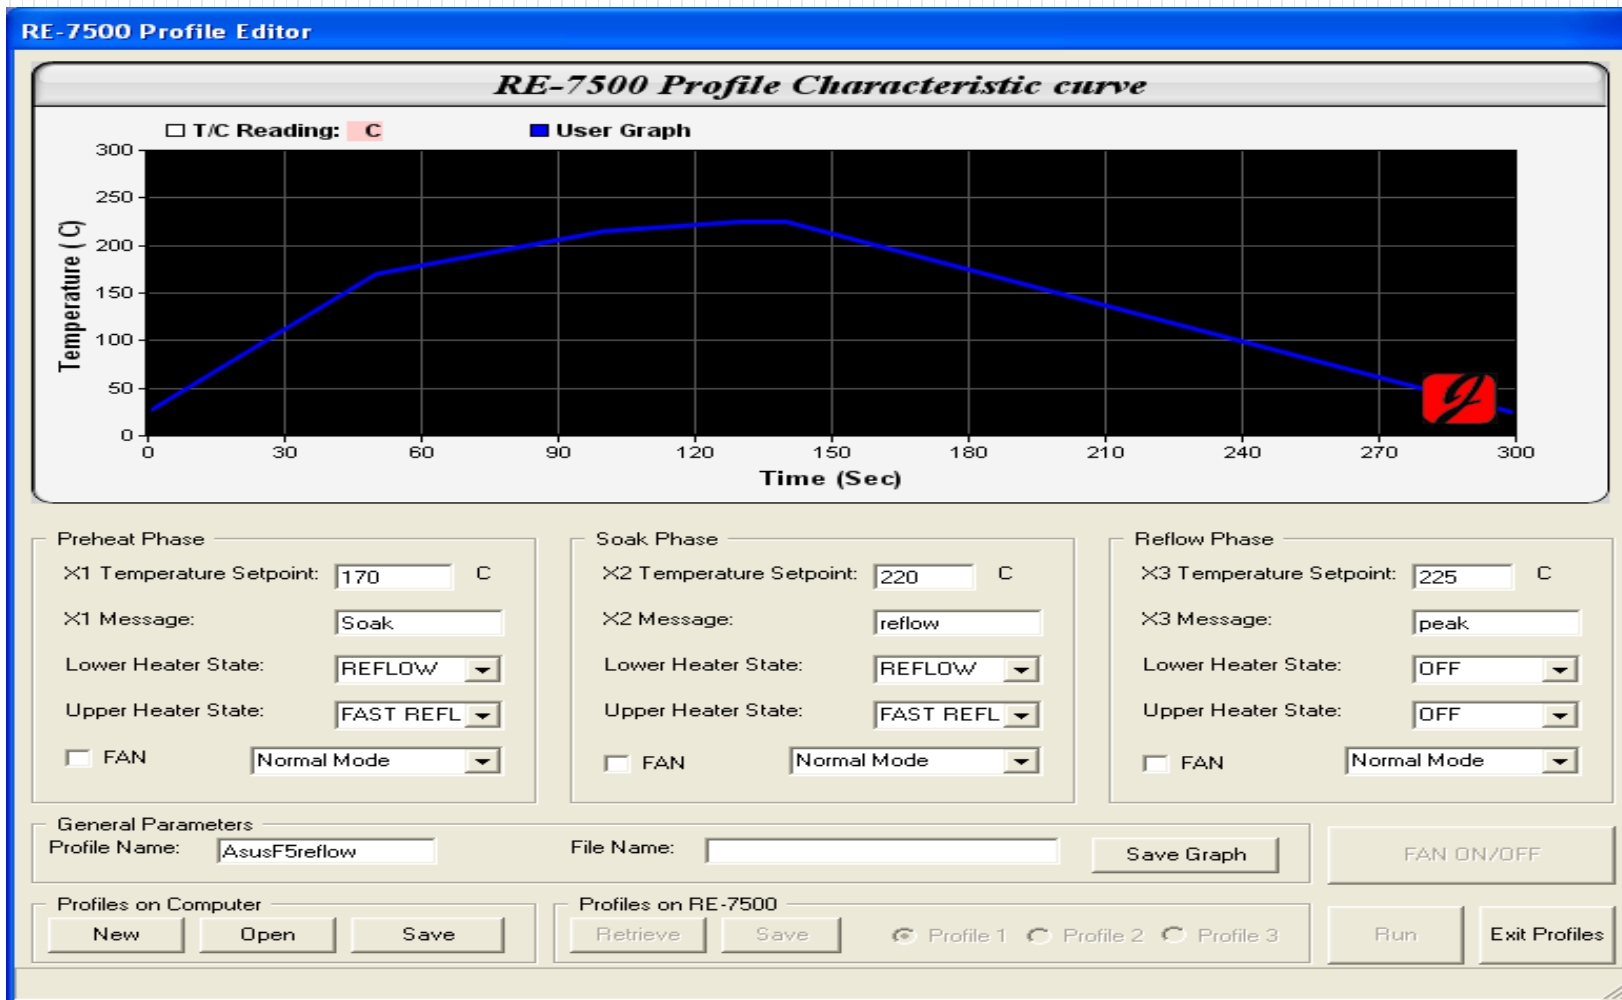 RE-7500 Profile Editor
RE-7500 Profile Characteristic curve
T/C Reading: C User Graph
300
250
200
150
100
50
0
Temperature ( C)
0 30 60 90 120 150 180 210 240 270 300
Time (Sec)
Preheat Phase
X1 Temperature Setpoint: 170 C
X1 Message: Soak
Lower Heater State: REFLOW
Upper Heater State: FAST REFL
FAN Normal Mode
Soak Phase
X2 Temperature Setpoint: 220 C
X2 Message: reflow
Lower Heater State: REFLOW
Upper Heater State: FAST REFL
FAN Normal Mode
Reflow Phase
X3 Temperature Setpoint: 225 C
X3 Message: peak
Lower Heater State: OFF
Upper Heater State: OFF
FAN Normal Mode
General Parameters
Profile Name: AsusF5reflow File Name: Save Graph
FAN ON/OFF
Profiles on Computer
New Open Save
Profiles on RE-7500
Retrieve Save Profile 1 Profile 2 Profile 3
Run Exit Profiles